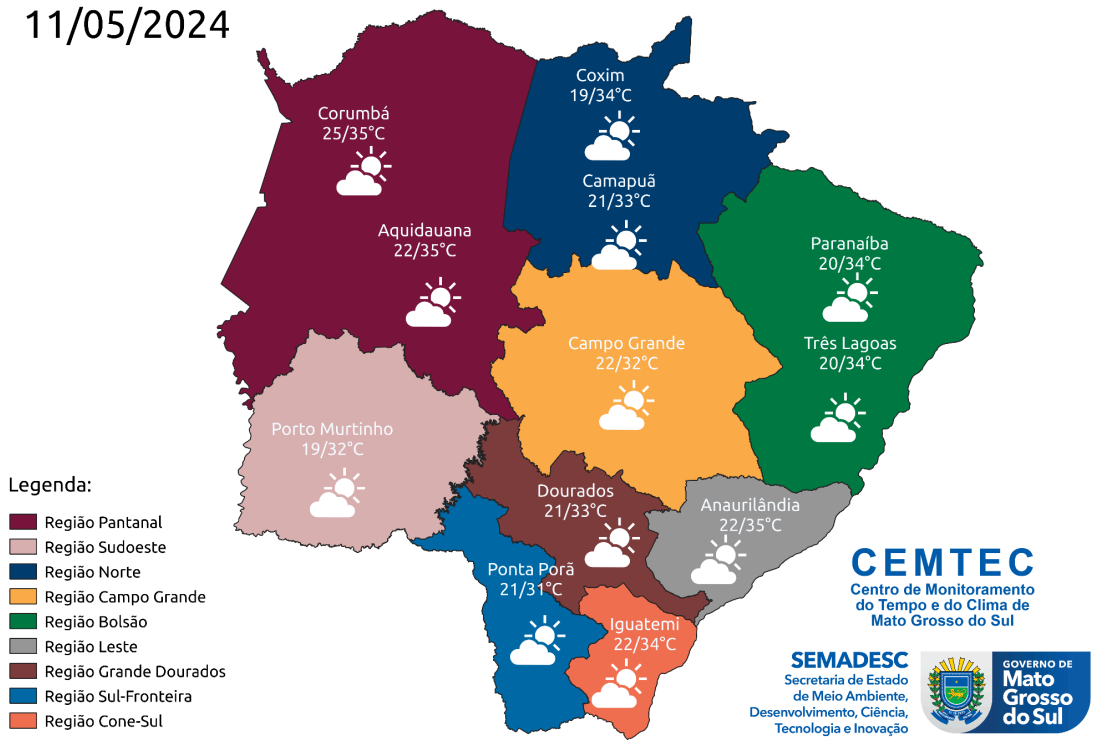 11/05/2024
Coxim
19/34°C
Corumbá
25/35°C
Camapuã
21/33°C
Aquidauana
22/35°C
Paranaíba
20/34°C
Campo Grande
22/32°C
Três Lagoas
20/34°C
Porto Murtinho
19/32°C
Dourados
21/33°C
Anaurilândia
22/35°C
Ponta Porã
21/31°C
Iguatemi
22/34°C
Legenda:
Região Pantanal
Região Sudoeste
Região Norte
Região Campo Grande
Região Bolsão
Região Leste
Região Grande Dourados
Região Sul-Fronteira
Região Cone-Sul
CEMTEC
Centro de Monitoramento
do Tempo e do Clima de
Mato Grosso do Sul
SEMADESC
Secretaria de Estado
de Meio Ambiente,
Desenvolvimento, Ciência,
Tecnologia e Inovação
GOVERNO DE
Mato
Grosso
do Sul